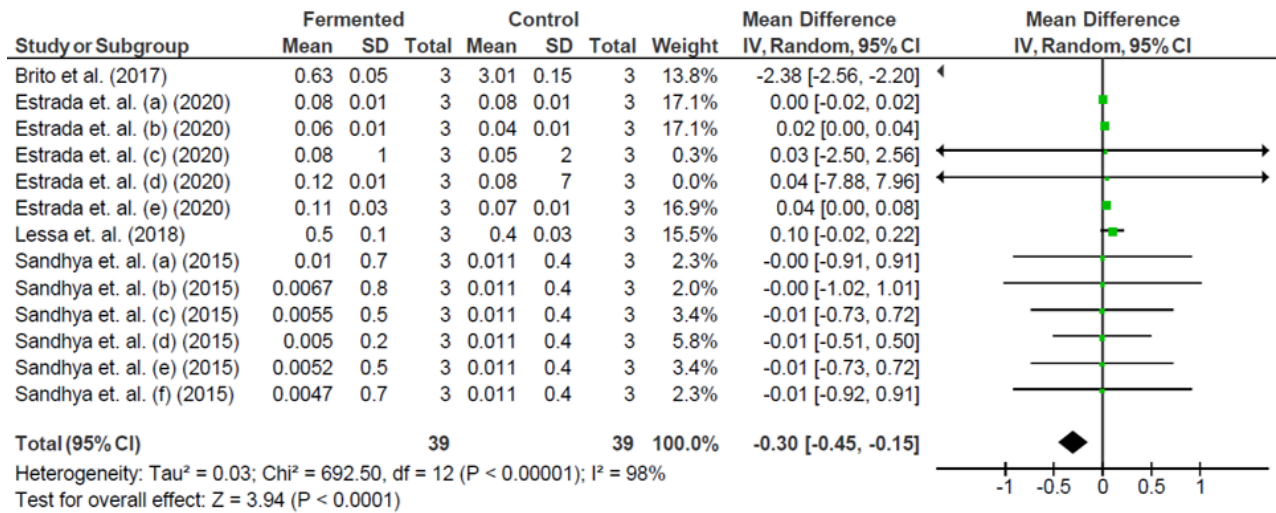 Fermented Control Mean Difference Mean Difference
Study or Subgroup Mean SD Total Mean SD Total Weight IV, Random, 95% CI IV, Random, 95% CI
Brito et al. (2017) 0.63 0.05 3 3.01 0.15 3 13.8% -2.38 [-2.56, -2.20]
Estrada et. al. (a) (2020) 0.08 0.01 3 0.08 0.01 3 17.1% 0.00 [-0.02, 0.02]
Estrada et. al. (b) (2020) 0.06 0.01 3 0.04 0.01 3 17.1% 0.02 [0.00, 0.04]
Estrada et. al. (c) (2020) 0.08 1 3 0.05 2 3 0.3% 0.03 [-2.50, 2.56]
Estrada et. al. (d) (2020) 0.12 0.01 3 0.08 7 3 0.0% 0.04 [-7.88, 7.96]
Estrada et. al. (e) (2020) 0.11 0.03 3 0.07 0.01 3 16.9% 0.04 [0.00, 0.08]
Lessa et. al. (2018) 0.5 0.1 3 0.4 0.03 3 15.5% 0.10 [-0.02, 0.22]
Sandhya et. al. (a) (2015) 0.01 0.7 3 0.011 0.4 3 2.3% -0.00 [-0.91, 0.91]
Sandhya et. al. (b) (2015) 0.0067 0.8 3 0.011 0.4 3 2.0% -0.00 [-1.02, 1.01]
Sandhya et. al. (c) (2015) 0.0055 0.5 3 0.011 0.4 3 3.4% -0.01 [-0.73, 0.72]
Sandhya et. al. (d) (2015) 0.005 0.2 3 0.011 0.4 3 5.8% -0.01 [-0.51, 0.50]
Sandhya et. al. (e) (2015) 0.0052 0.5 3 0.011 0.4 3 3.4% -0.01 [-0.73, 0.72]
Sandhya et. al. (f) (2015) 0.0047 0.7 3 0.011 0.4 3 2.3% -0.01 [-0.92, 0.91]
Total (95% CI) 39 39 100.0% -0.30 [-0.45, -0.15]
Heterogeneity: Tau² = 0.03; Chi² = 692.50, df = 12 (P < 0.00001); I² = 98%
Test for overall effect: Z = 3.94 (P < 0.0001)
-1 -0.5 0 0.5 1